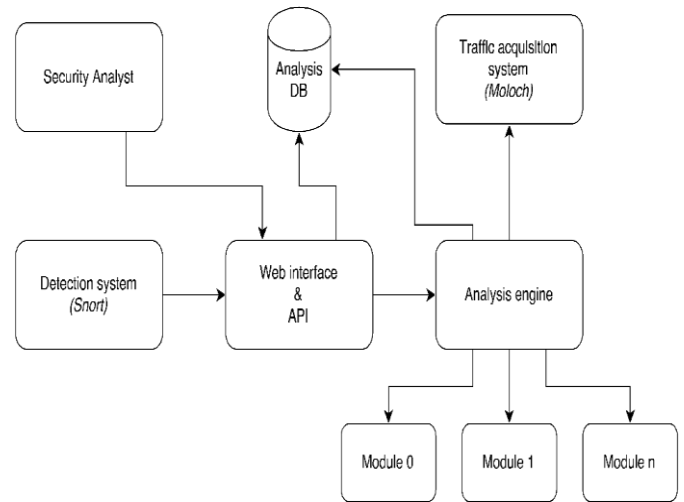 Security Analyst
Analysis
DB
Traffic acquisition
system
(Moloch)
Detection system
(Snort)
Web interface
&
API
Analysis engine
Module 0
Module 1
Module n